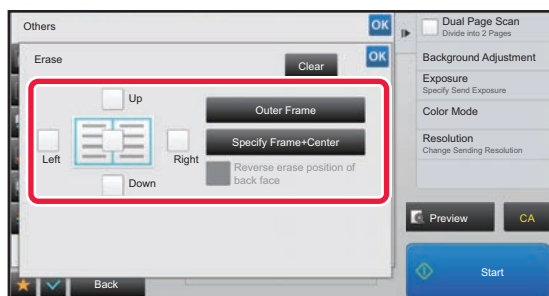 Others
OK
Erase
Clear
OK
Up
Left
Right
Down
Outer Frame
Specify Frame+Center
Reverse erase position of
back face
Back
Dual Page Scan
Divide into 2 Pages
Background Adjustment
Exposure
Specify Send Exposure
Color Mode
Resolution
Change Sending Resolution
Preview
CA
Start